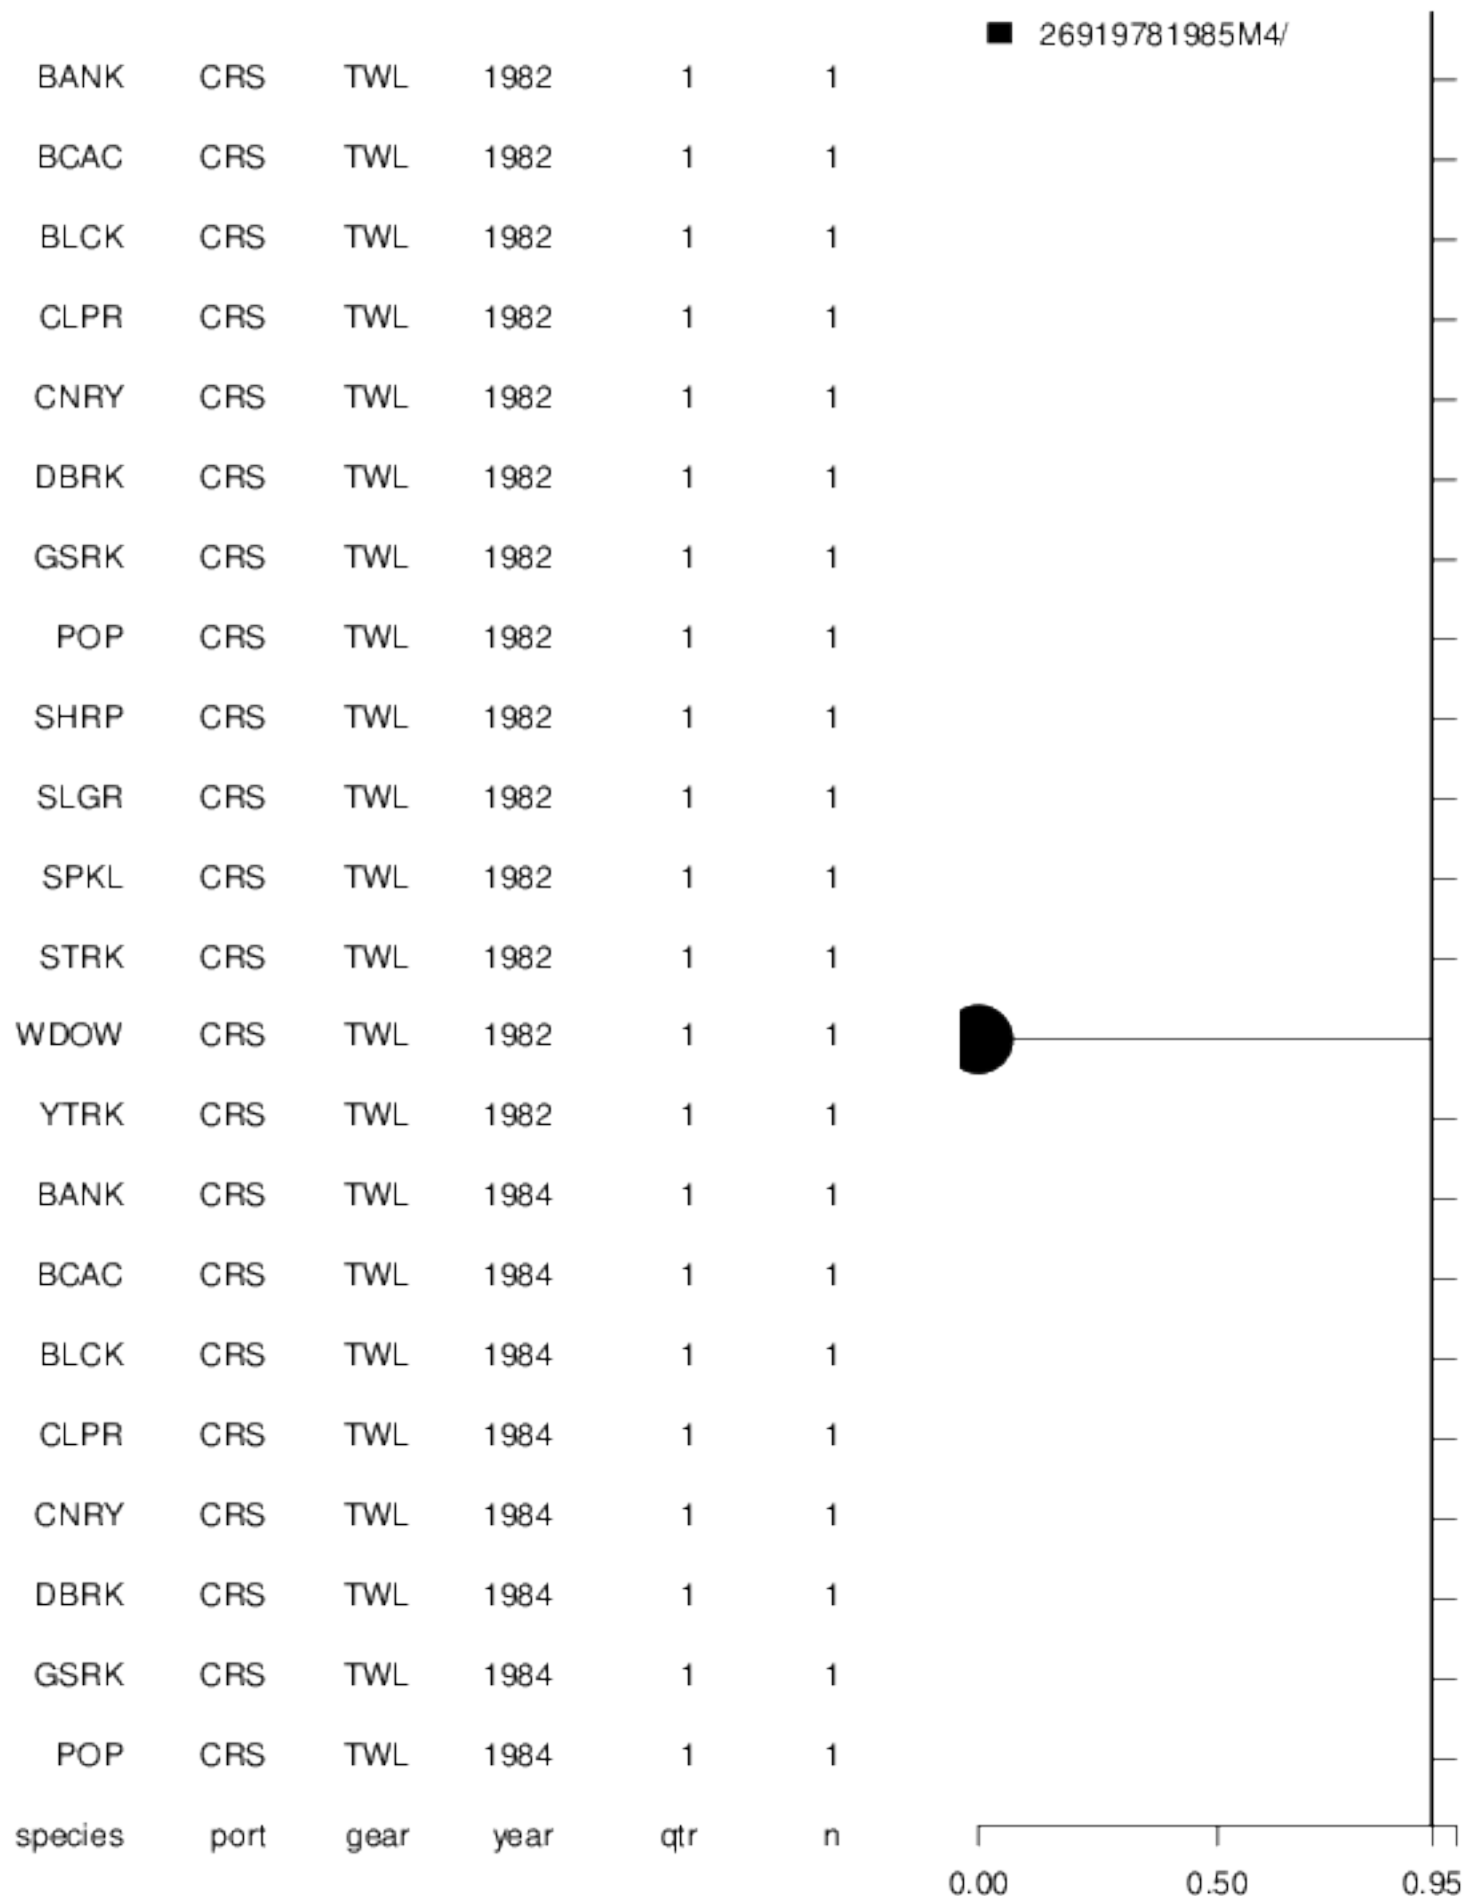 26919781985M4/
BANK CRS TWL 1982 1 1
BCAC CRS TWL 1982 1 1
BLCK CRS TWL 1982 1 1
CLPR CRS TWL 1982 1 1
CNRY CRS TWL 1982 1 1
DBRK CRS TWL 1982 1 1
GSRK CRS TWL 1982 1 1
POP CRS TWL 1982 1 1
SHRP CRS TWL 1982 1 1
SLGR CRS TWL 1982 1 1
SPKL CRS TWL 1982 1 1
STRK CRS TWL 1982 1 1
WDOW CRS TWL 1982 1 1
YTRK CRS TWL 1982 1 1
BANK CRS TWL 1984 1 1
BCAC CRS TWL 1984 1 1
BLCK CRS TWL 1984 1 1
CLPR CRS TWL 1984 1 1
CNRY CRS TWL 1984 1 1
DBRK CRS TWL 1984 1 1
GSRK CRS TWL 1984 1 1
POP CRS TWL 1984 1 1
species port gear year qtr n
0.00 0.50 0.95